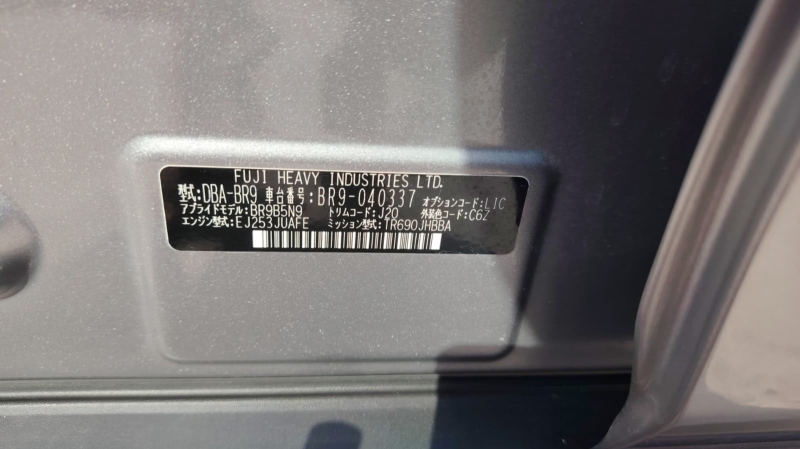 FUJI HEAVY INDUSTRIES LTD.
型式:DBA-BR9 車台番号:BR9-040337 オプションコード:L1C
アプライドモデル:BR9B5N9 トリムコード:J20 外装色コード:C6Z
エンジン型式:EJ253JUAFE ミッション型式:TR690JHBBA